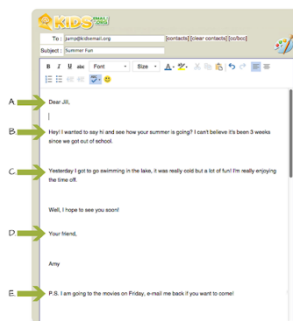 KIDS
To: jump@kidsemail.org [contacts] [clear contacts] [cc/bcc]
Subject: Summer Fun
B I U abc Font Size
A. Dear Jill,
B. Hey! I wanted to say hi and see how your summer is going? I can't believe it's been 3 weeks
since we got out of school.
C. Yesterday I got to go swimming in the lake, it was really cold but a lot of fun! I'm really enjoying
the time off.
Well, I hope to see you soon!
D. Your friend,
Amy
E. P.S. I am going to the movies on Friday, e-mail me back if you want to come!